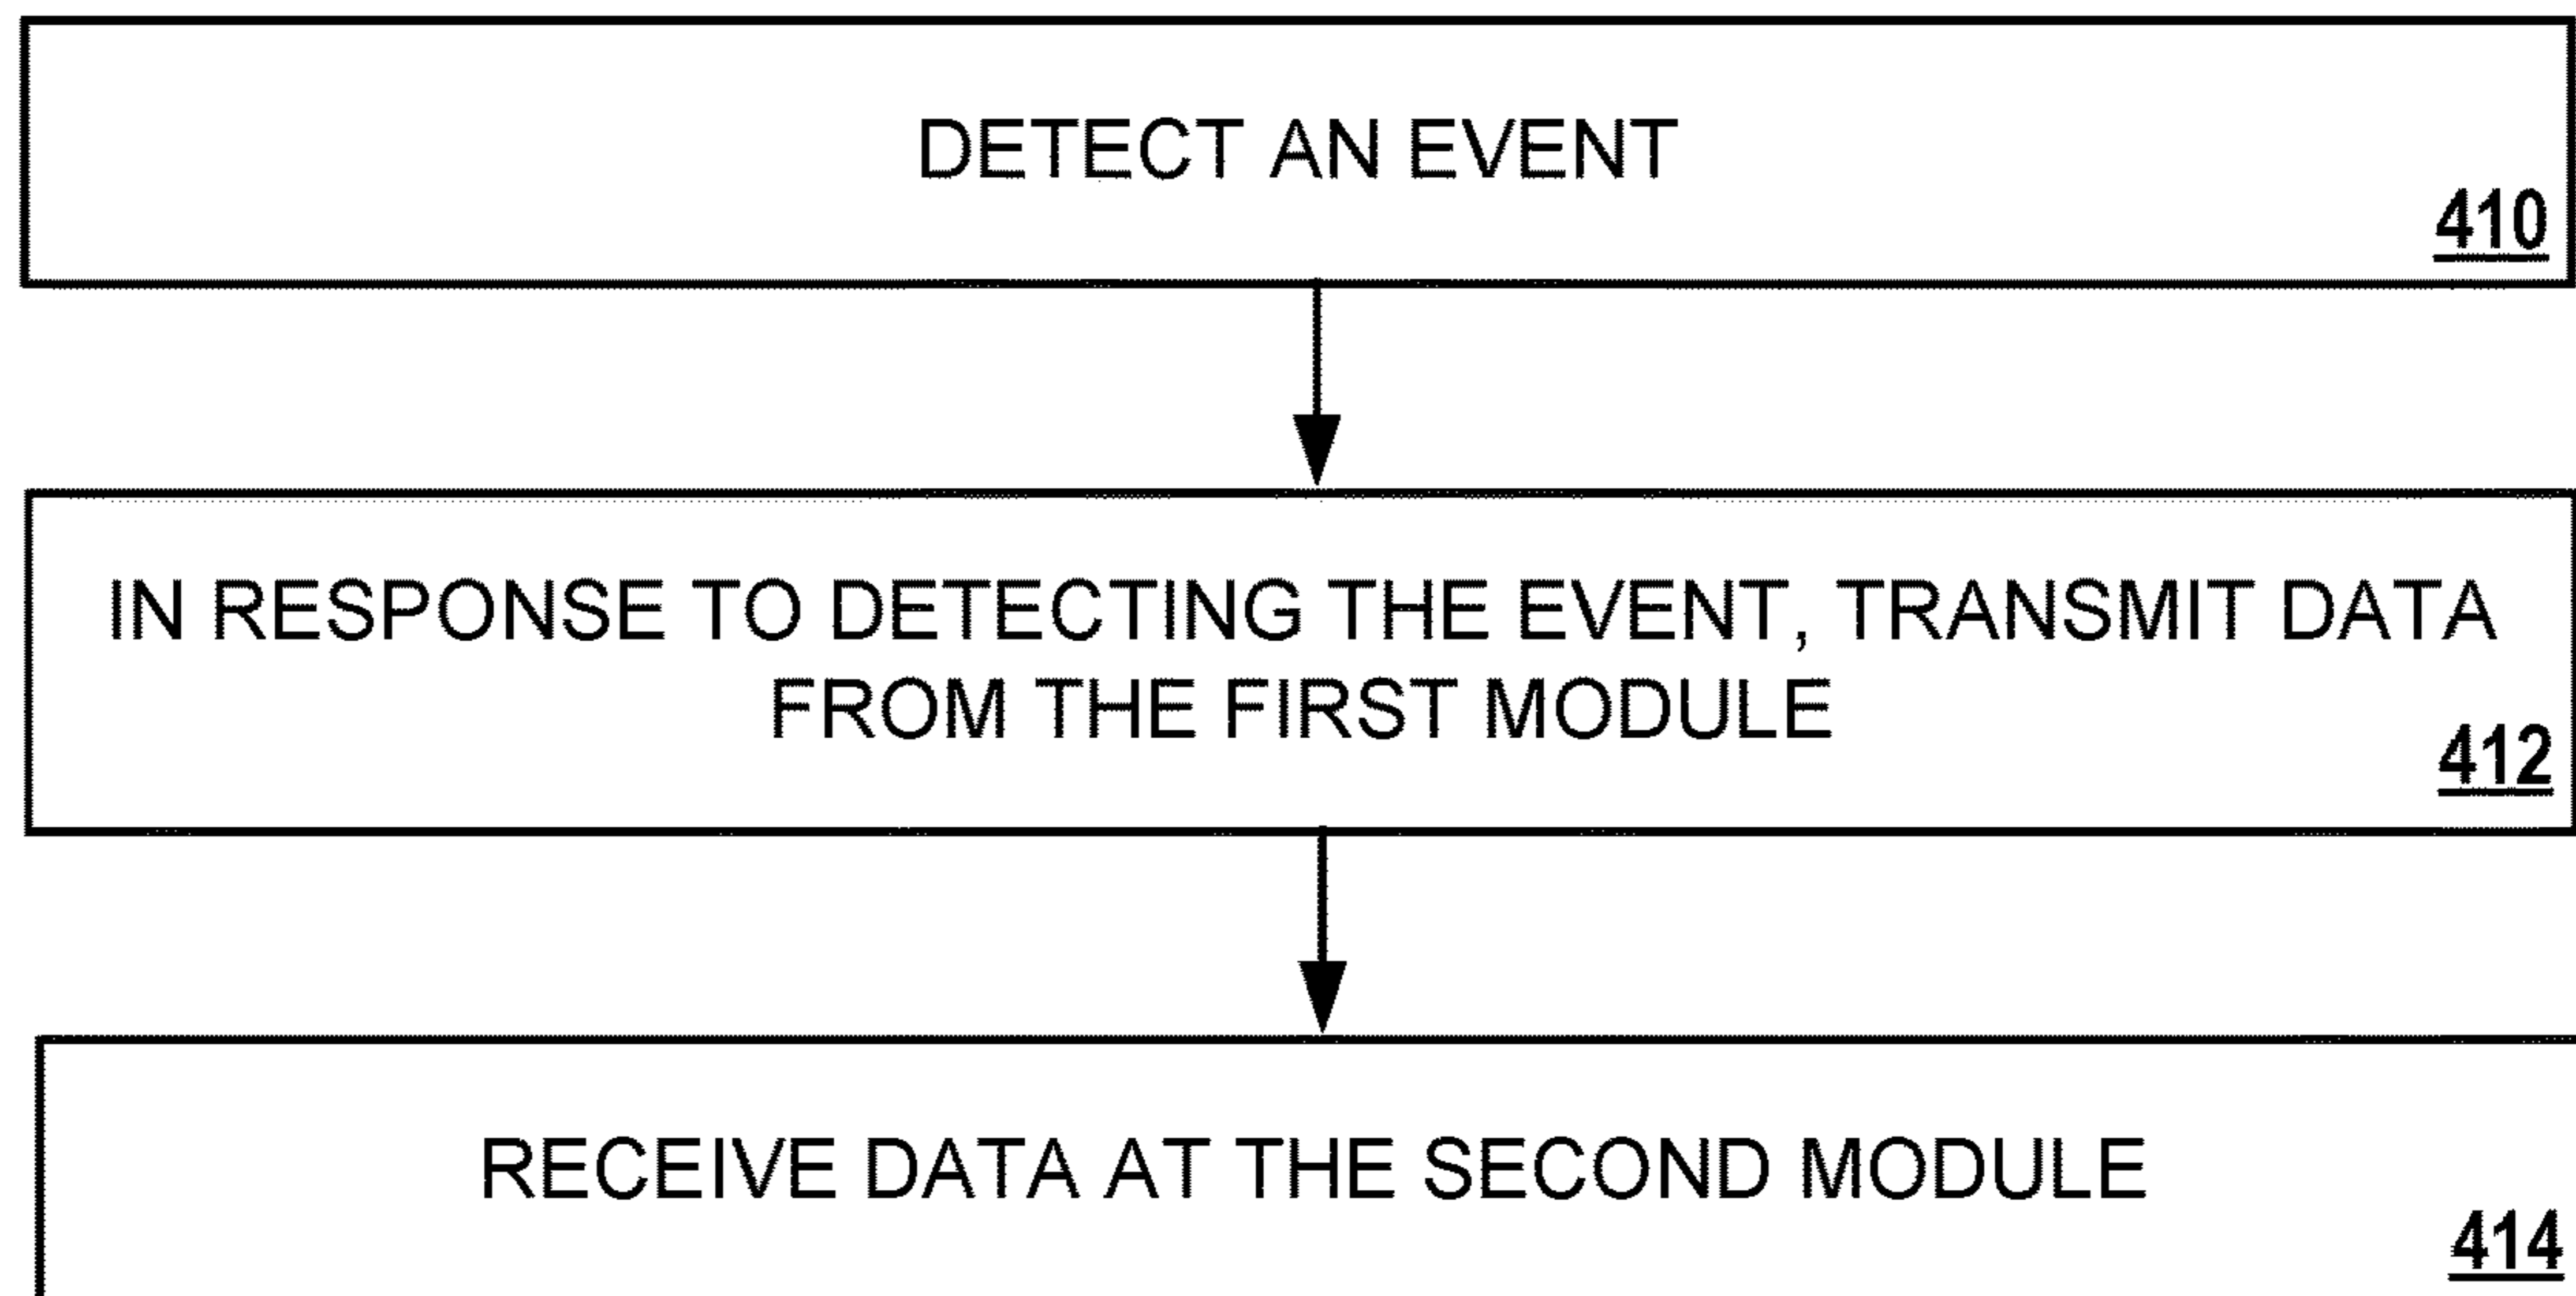 DETECT AN EVENT
410
IN RESPONSE TO DETECTING THE EVENT, TRANSMIT DATA
FROM THE FIRST MODULE
412
RECEIVE DATA AT THE SECOND MODULE
414